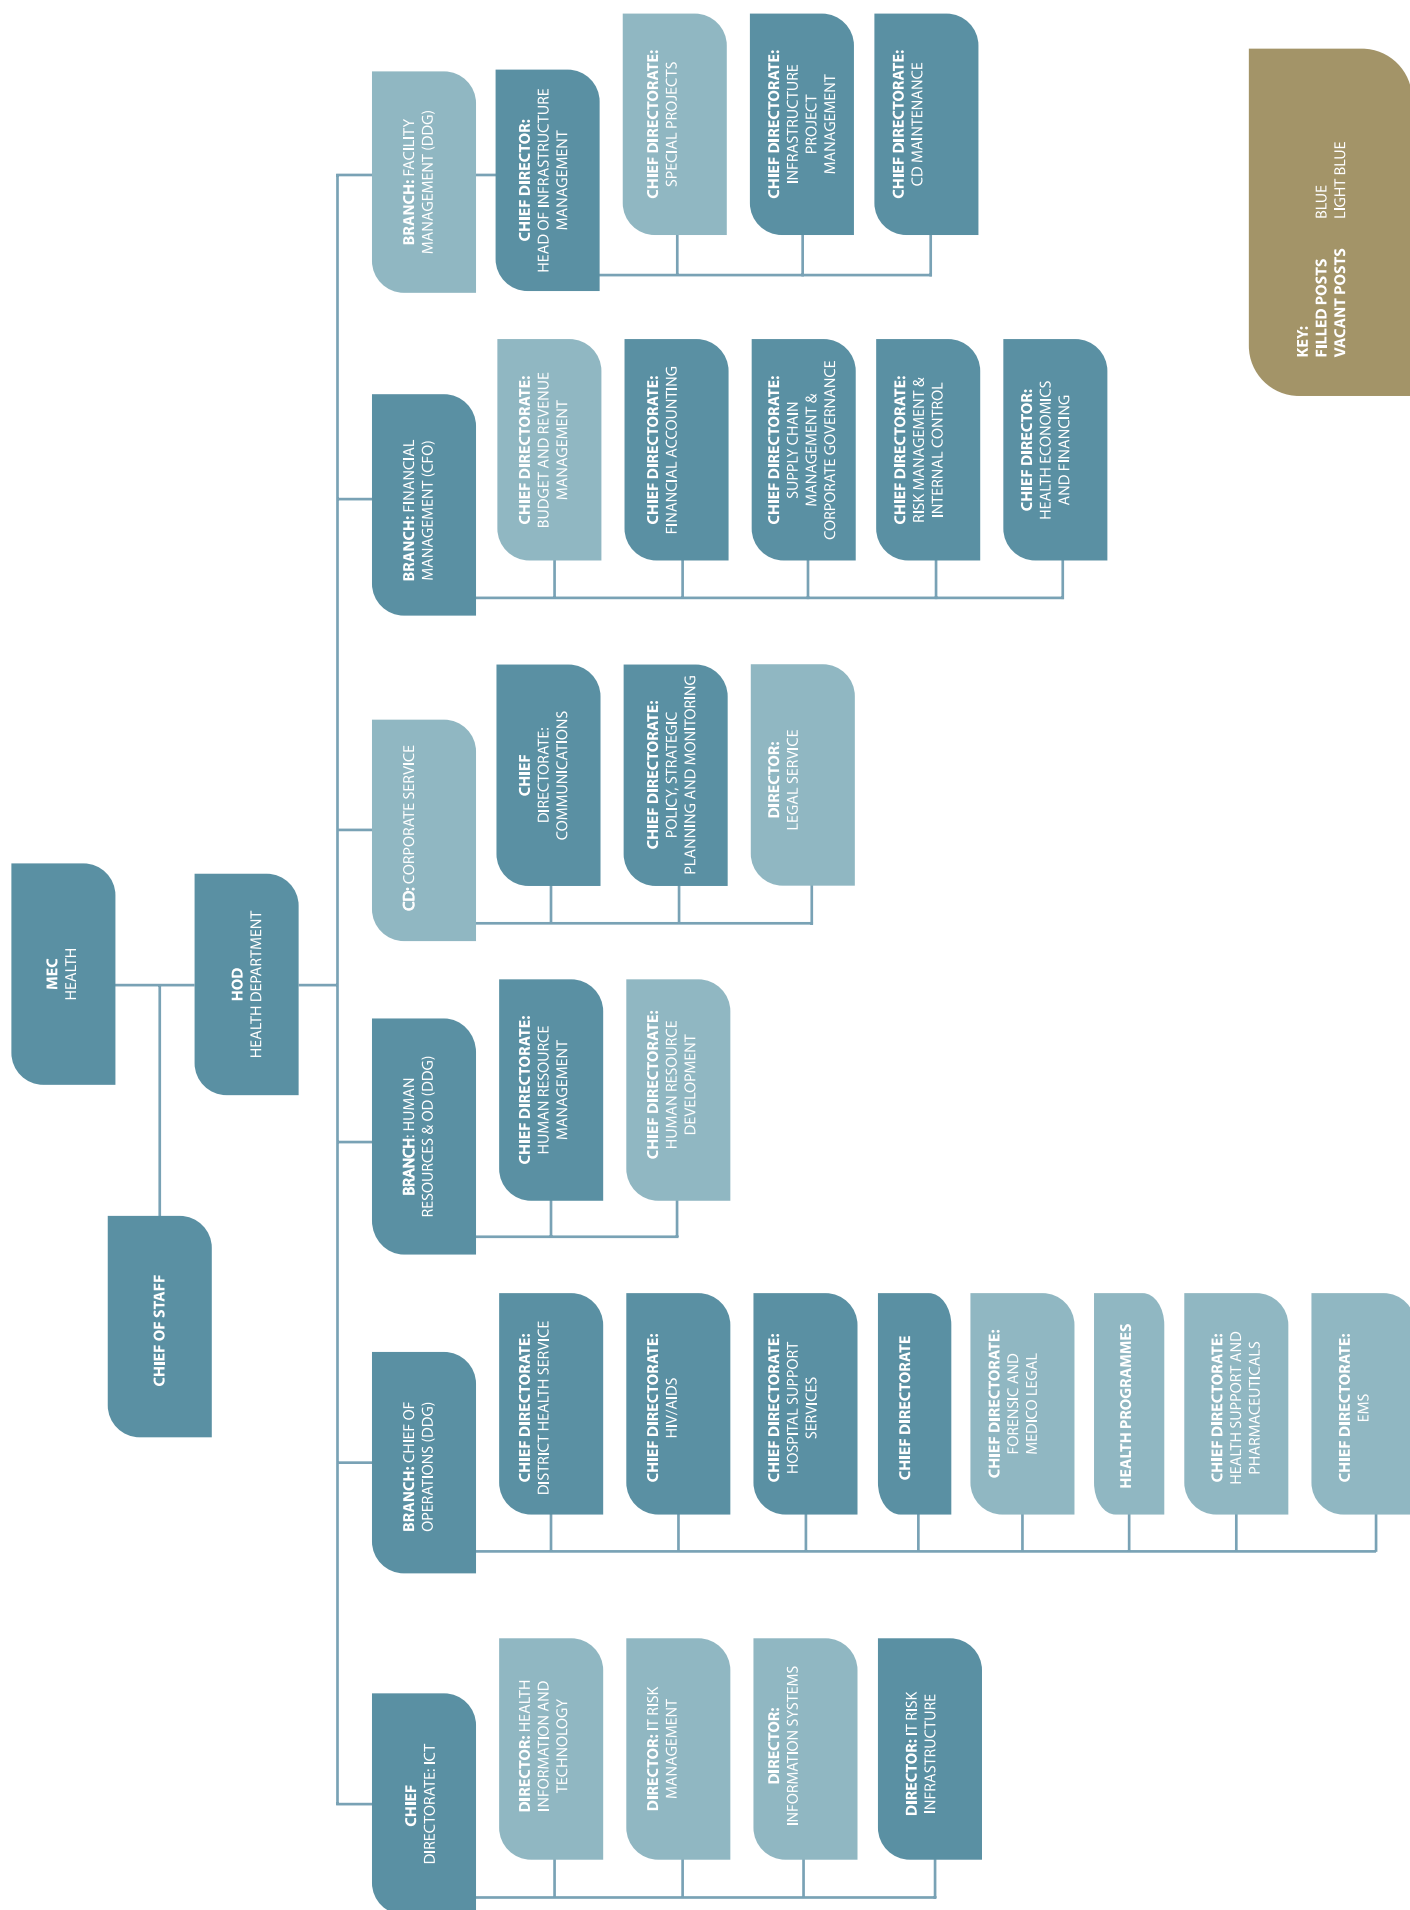 MEC
HEALTH
CHIEF OF STAFF
HOD
HEALTH DEPARTMENT
CHIEF
DIRECTORATE: ICT
DIRECTOR: HEALTH
INFORMATION AND
TECHNOLOGY
DIRECTOR: IT RISK
MANAGEMENT
DIRECTOR:
INFORMATION SYSTEMS
DIRECTOR: IT RISK
INFRASTRUCTURE
BRANCH: CHIEF OF
OPERATIONS (DDG)
CHIEF DIRECTORATE:
DISTRICT HEALTH SERVICE
CHIEF DIRECTORATE:
HIV/AIDS
CHIEF DIRECTORATE:
HOSPITAL SUPPORT
SERVICES
CHIEF DIRECTORATE
CHIEF DIRECTORATE:
FORENSIC AND
MEDICO LEGAL
HEALTH PROGRAMMES
CHIEF DIRECTORATE:
HEALTH SUPPORT AND
PHARMACEUTICALS
CHIEF DIRECTORATE:
EMS
BRANCH: HUMAN
RESOURCES & OD (DDG)
CHIEF DIRECTORATE:
HUMAN RESOURCE
MANAGEMENT
CHIEF DIRECTORATE:
HUMAN RESOURCE
DEVELOPMENT
CD: CORPORATE SERVICE
CHIEF
DIRECTORATE:
COMMUNICATIONS
CHIEF DIRECTORATE:
POLICY, STRATEGIC
PLANNING AND MONITORING
DIRECTOR:
LEGAL SERVICE
BRANCH: FINANCIAL
MANAGEMENT (CFO)
CHIEF DIRECTORATE:
BUDGET AND REVENUE
MANAGEMENT
CHIEF DIRECTORATE:
FINANCIAL ACCOUNTING
CHIEF DIRECTORATE:
SUPPLY CHAIN
MANAGEMENT &
CORPORATE GOVERNANCE
CHIEF DIRECTORATE:
RISK MANAGEMENT &
INTERNAL CONTROL
CHIEF DIRECTOR:
HEALTH ECONOMICS
AND FINANCING
BRANCH: FACILITY
MANAGEMENT (DDG)
CHIEF DIRECTOR:
HEAD OF INFRASTRUCTURE
MANAGEMENT
CHIEF DIRECTORATE:
SPECIAL PROJECTS
CHIEF DIRECTORATE:
INFRASTRUCTURE
PROJECT
MANAGEMENT
CHIEF DIRECTORATE:
CD MAINTENANCE
KEY:
FILLED POSTS BLUE
VACANT POSTS LIGHT BLUE